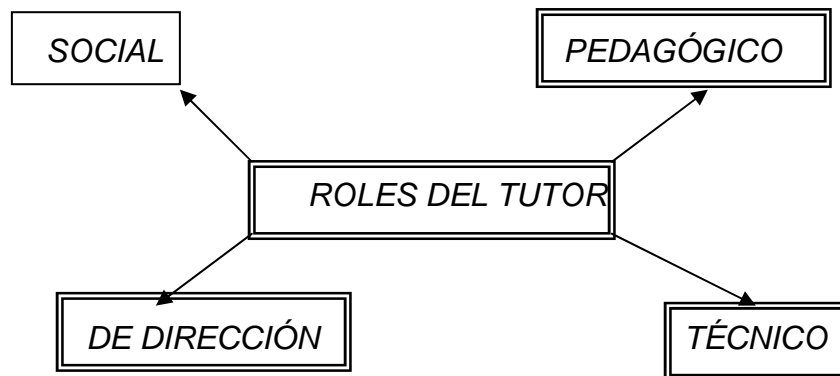 SOCIAL
PEDAGÓGICO
ROLES DEL TUTOR
DE DIRECCIÓN
TÉCNICO